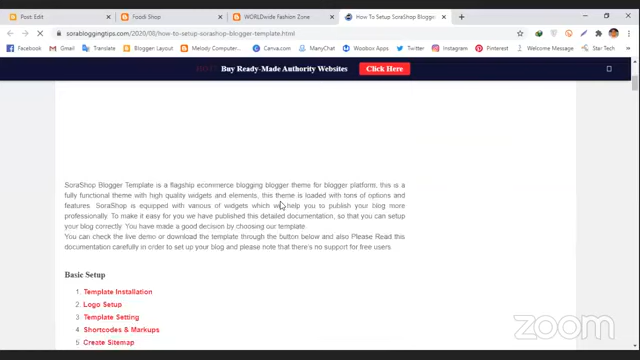 Post: Edit
Foodi Shop
WORLDwide Fashion Zone
How To Setup SoraShop Blogger
sorabloggingtips.com/2020/08/how-to-setup-sorashop-blogger-template.html
Facebook
Gmail
Translate
Blogger Layout
Melody Computer...
Canva.com
ManyChat
Woobox Apps
Twitter
Instagram
Pinterest
Welcome Message
Star Tech
Buy Ready-Made Authority Websites
Click Here
SoraShop Blogger Template is a flagship ecommerce blogging blogger theme for blogger platform, this is a
fully functional theme with high quality widgets and elements, this theme is loaded with tons of options and
features. SoraShop is equipped with various of widgets which will help you to publish your blog more
professionally. To make it easy for you we have published this detailed documentation, so that you can setup
your blog correctly. You have made a good decision by choosing our template.
You can check the live demo or download the template through the button below and also Please Read this
documentation carefully in order to set up your blog and please note that there's no support for free users.
Basic Setup
1. Template Installation
2. Logo Setup
3. Template Setting
4. Shortcodes & Markups
5. Create Sitemap
zoom